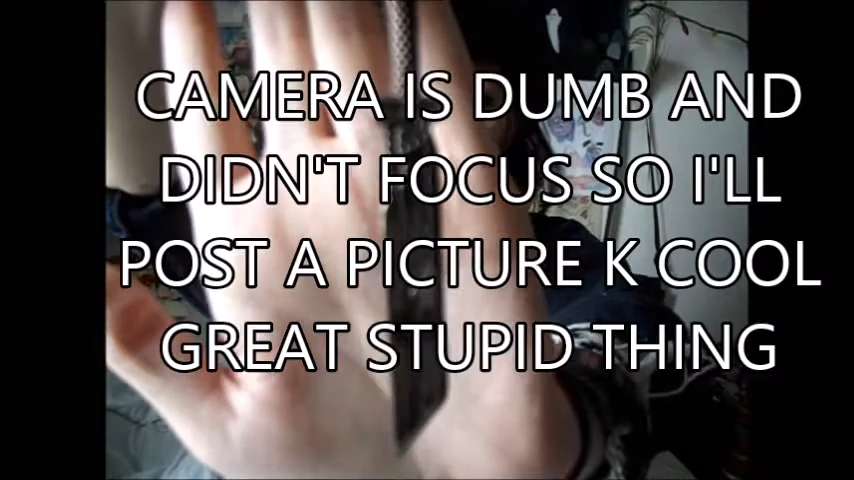 CAMERA IS DUMB AND
DIDN'T FOCUS SO I'LL
POST A PICTURE K COOL
GREAT STUPID THING